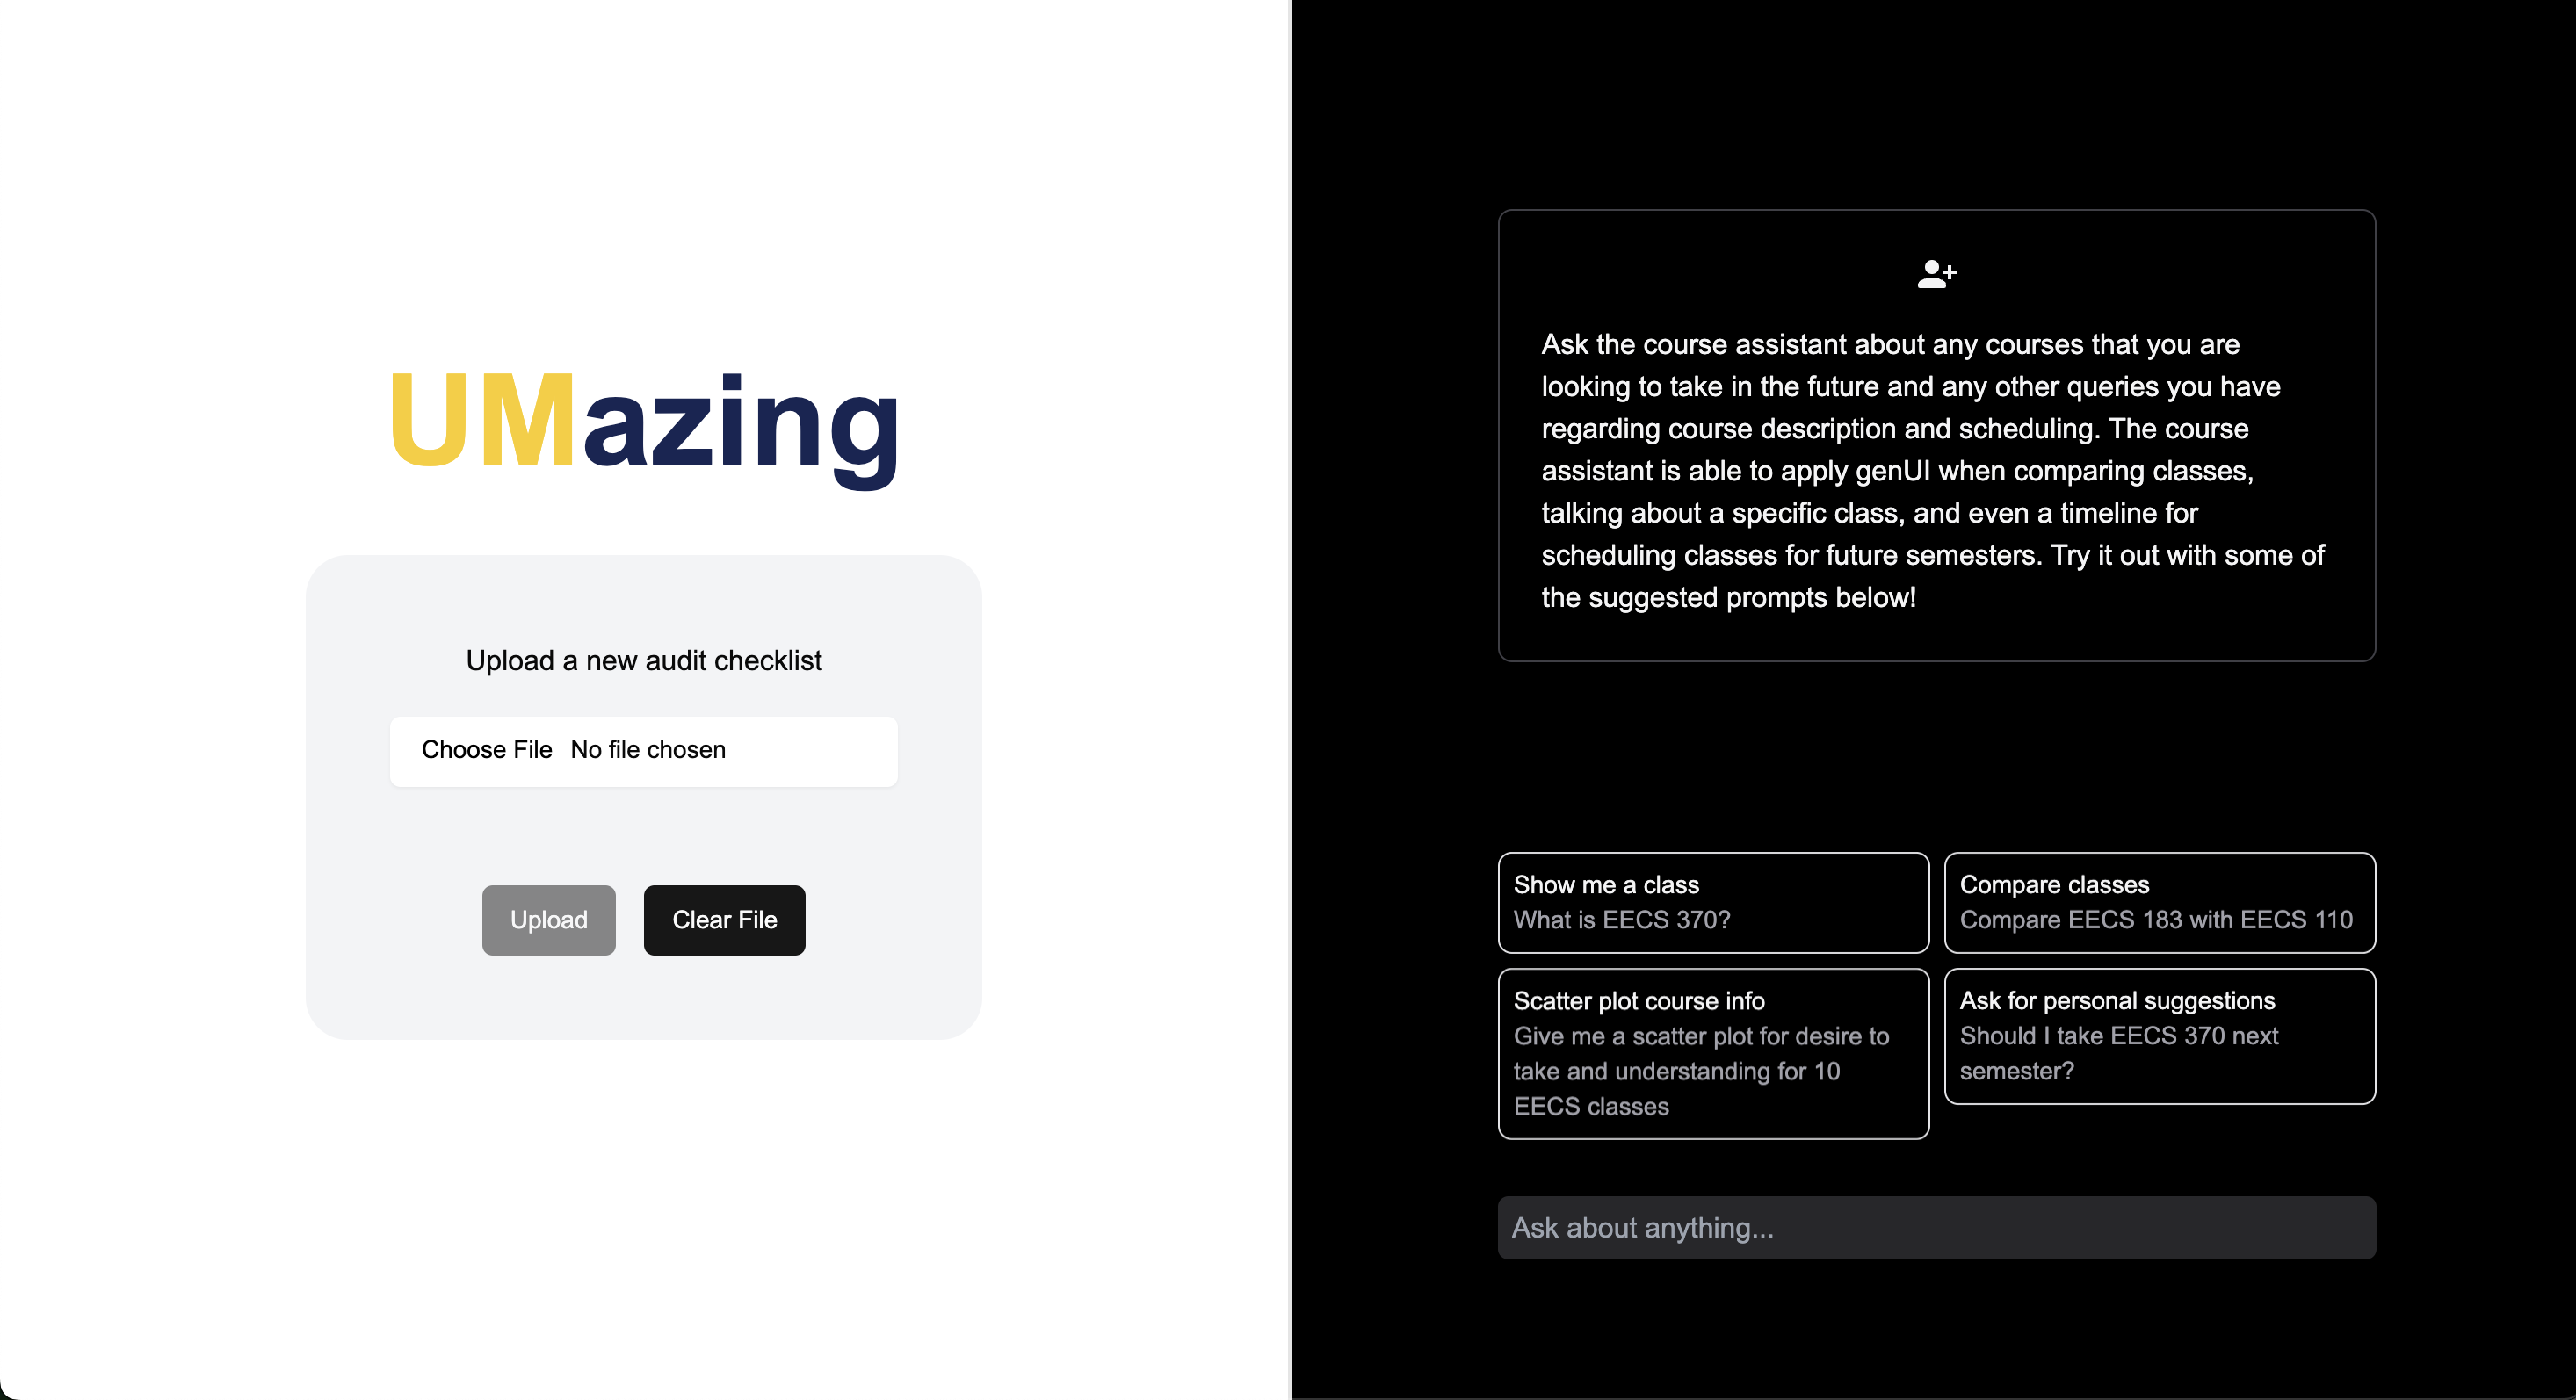 UMazing
Upload a new audit checklist
Choose File No file chosen
Upload
Clear File
Ask the course assistant about any courses that you are
looking to take in the future and any other queries you have
regarding course description and scheduling. The course
assistant is able to apply genUI when comparing classes,
talking about a specific class, and even a timeline for
scheduling classes for future semesters. Try it out with some of
the suggested prompts below!
Show me a class
What is EECS 370?
Compare classes
Compare EECS 183 with EECS 110
Scatter plot course info
Give me a scatter plot for desire to
take and understanding for 10
EECS classes
Ask for personal suggestions
Should I take EECS 370 next
semester?
Ask about anything...